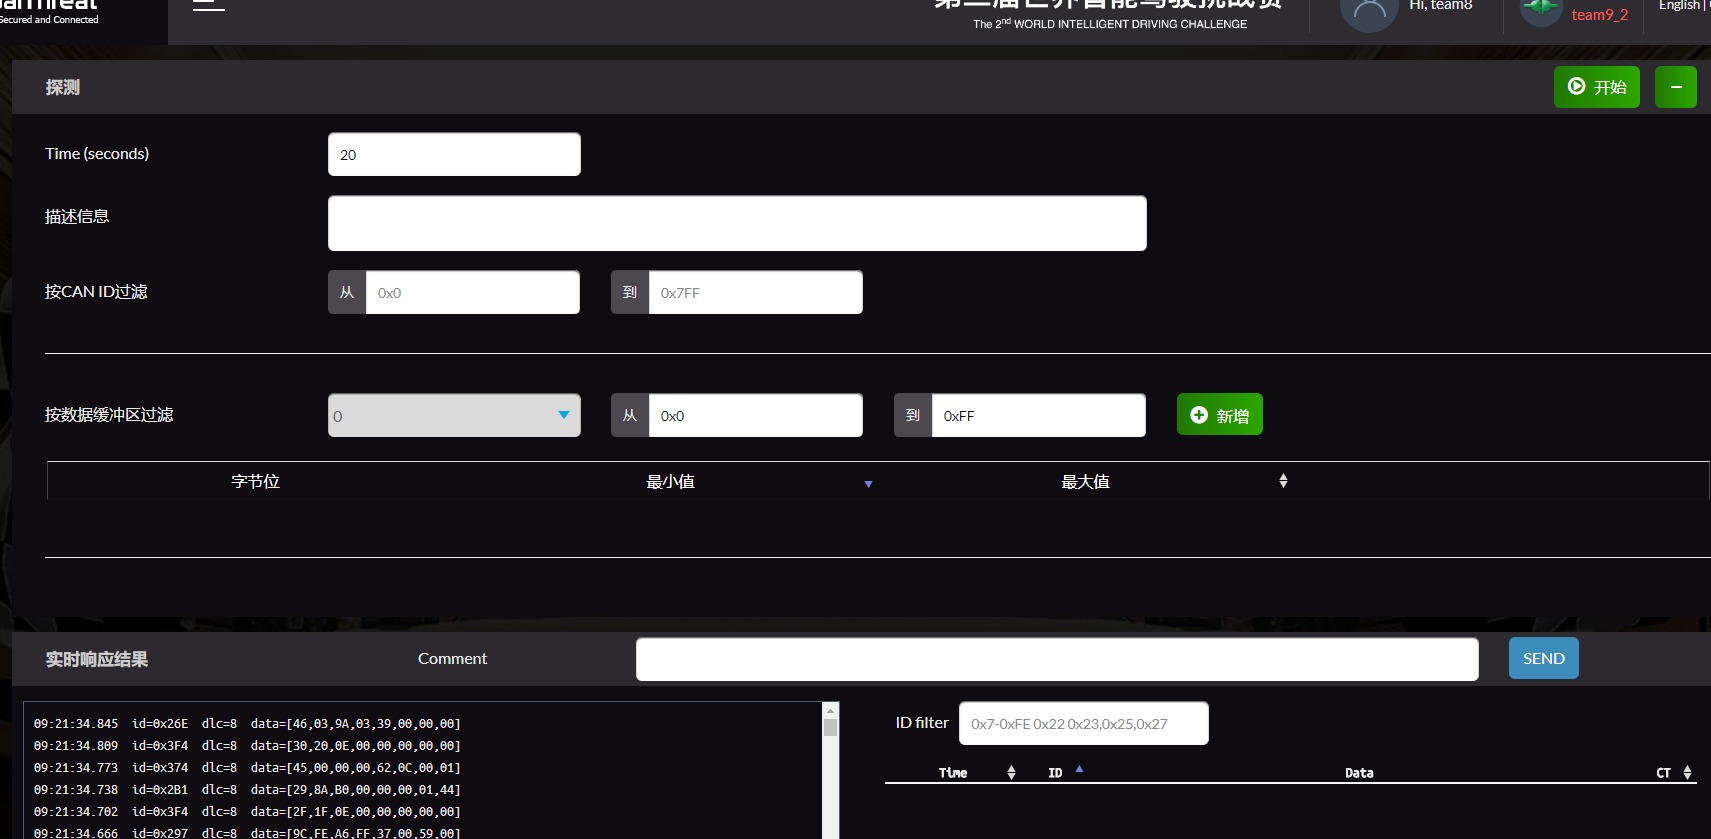 Secured and Connected
The 2nd WORLD INTELLIGENT DRIVING CHALLENGE
Hi, team8
team9_2
English |
探测
开始
Time (seconds)
20
描述信息
按CAN ID过滤
从
0x0
到
0x7FF
按数据缓冲区过滤
0
从
0x0
到
0xFF
新增
字节位
最小值
最大值
实时响应结果
Comment
SEND
09:21:34.845 id=0x26E dlc=8 data=[46,03,9A,03,39,00,00,00]
09:21:34.809 id=0x3F4 dlc=8 data=[30,20,0E,00,00,00,00,00]
09:21:34.773 id=0x374 dlc=8 data=[45,00,00,00,62,0C,00,01]
09:21:34.738 id=0x2B1 dlc=8 data=[29,8A,B0,00,00,00,01,44]
09:21:34.702 id=0x3F4 dlc=8 data=[2F,1F,0E,00,00,00,00,00]
09:21:34.666 id=0x297 dlc=8 data=[9C,FE,A6,FF,37,00,59,00]
ID filter
0x7-0xFE 0x22 0x23,0x25,0x27
Time
ID
Data
CT